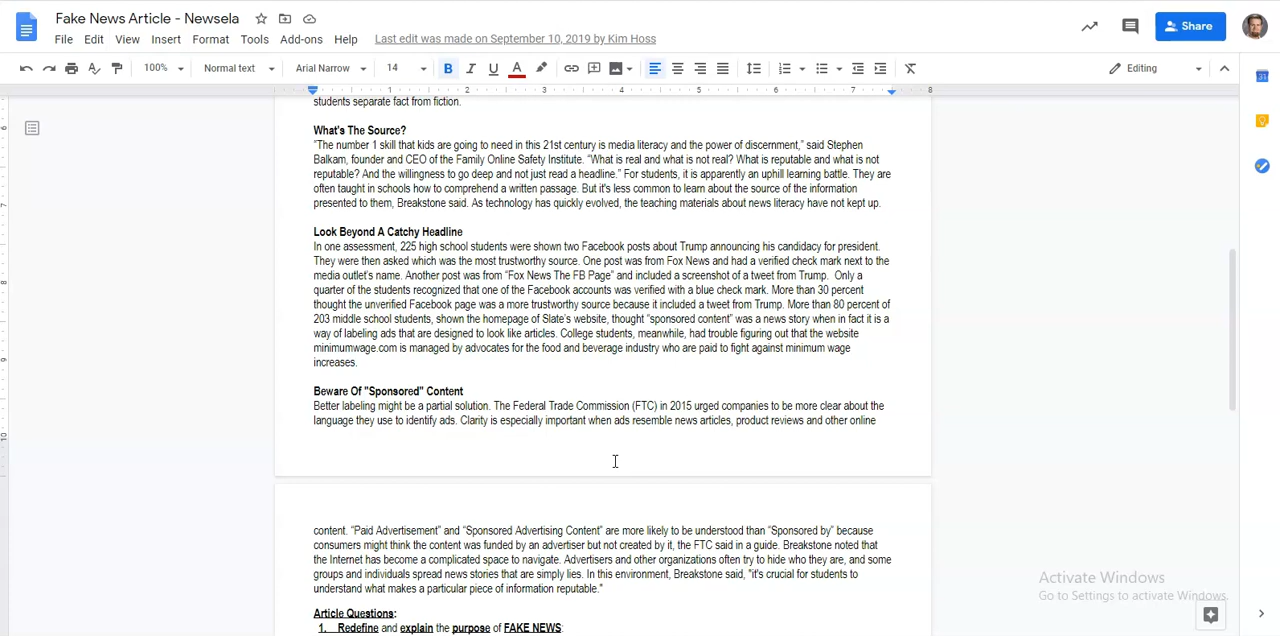 Fake News Article - Newsela
File Edit View Insert Format Tools Add-ons Help Last edit was made on September 10, 2019 by Kim Hoss
Share
100% Normal text Arial Narrow 14 B I U A Editing
1 2 3 4 5 6 7 8
students separate fact from fiction.
What's The Source?
“The number 1 skill that kids are going to need in this 21st century is media literacy and the power of discernment,” said Stephen
Balkam, founder and CEO of the Family Online Safety Institute. “What is real and what is not real? What is reputable and what is not
reputable? And the willingness to go deep and not just read a headline.” For students, it is apparently an uphill learning battle. They are
often taught in schools how to comprehend a written passage. But it's less common to learn about the source of the information
presented to them, Breakstone said. As technology has quickly evolved, the teaching materials about news literacy have not kept up.
Look Beyond A Catchy Headline
In one assessment, 225 high school students were shown two Facebook posts about Trump announcing his candidacy for president.
They were then asked which was the most trustworthy source. One post was from Fox News and had a verified check mark next to the
media outlet's name. Another post was from “Fox News The FB Page” and included a screenshot of a tweet from Trump. Only a
quarter of the students recognized that one of the Facebook accounts was verified with a blue check mark. More than 30 percent
thought the unverified Facebook page was a more trustworthy source because it included a tweet from Trump. More than 80 percent of
203 middle school students, shown the homepage of Slate's website, thought “sponsored content” was a news story when in fact it is a
way of labeling ads that are designed to look like articles. College students, meanwhile, had trouble figuring out that the website
minimumwage.com is managed by advocates for the food and beverage industry who are paid to fight against minimum wage
increases.
Beware Of "Sponsored" Content
Better labeling might be a partial solution. The Federal Trade Commission (FTC) in 2015 urged companies to be more clear about the
language they use to identify ads. Clarity is especially important when ads resemble news articles, product reviews and other online
content. “Paid Advertisement” and “Sponsored Advertising Content” are more likely to be understood than “Sponsored by” because
consumers might think the content was funded by an advertiser but not created by it, the FTC said in a guide. Breakstone noted that
the Internet has become a complicated space to navigate. Advertisers and other organizations often try to hide who they are, and some
groups and individuals spread news stories that are simply lies. In this environment, Breakstone said, "it's crucial for students to
understand what makes a particular piece of information reputable."
Article Questions:
1. Redefine and explain the purpose of FAKE NEWS:
Activate Windows
Go to Settings to activate Windows.